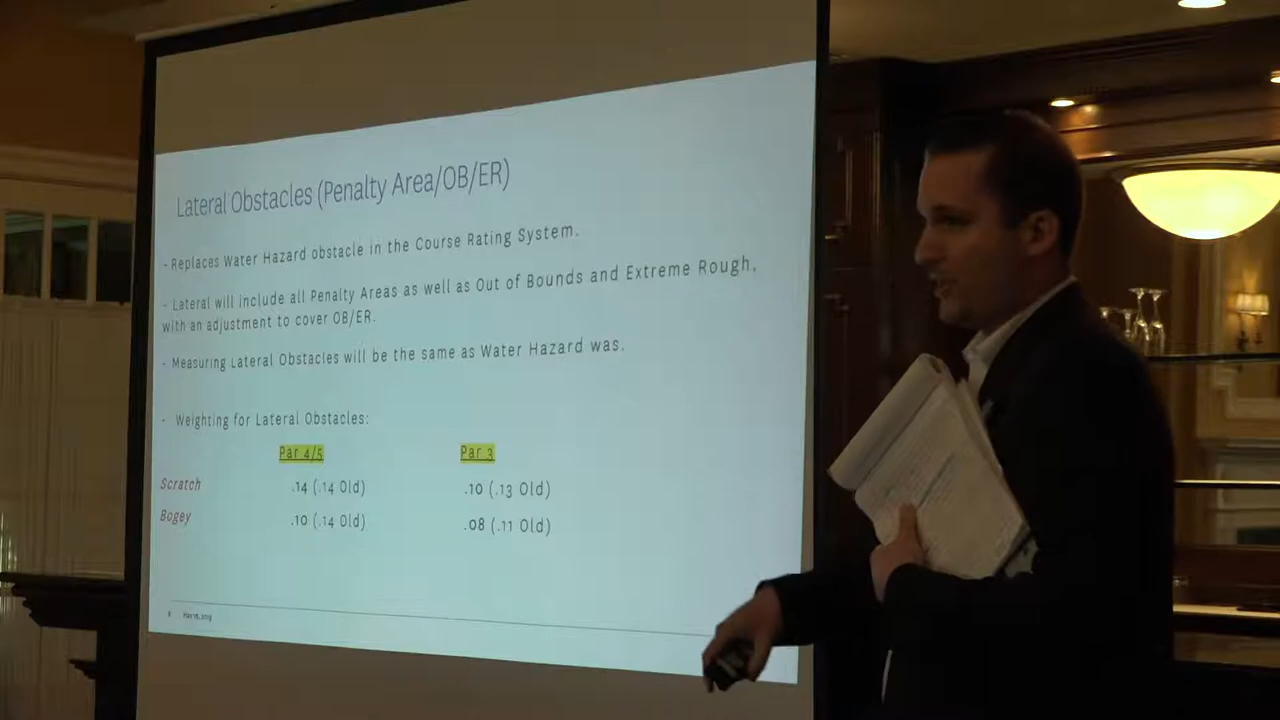 Lateral Obstacles (Penalty Area/OB/ER)
- Replaces Water Hazard obstacle in the Course Rating System.
- Lateral will include all Penalty Areas as well as Out of Bounds and Extreme Rough,
with an adjustment to cover OB/ER.
- Measuring Lateral Obstacles will be the same as Water Hazard was.
- Weighting for Lateral Obstacles:
Par 4/5 Par 3
Scratch .14 (.14 Old) .10 (.13 Old)
Bogey .10 (.14 Old) .08 (.11 Old)